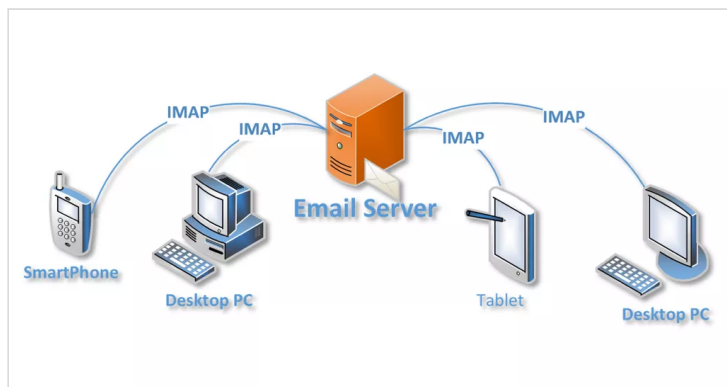 IMAP
IMAP
IMAP
IMAP
Email Server
SmartPhone
Desktop PC
Tablet
Desktop PC